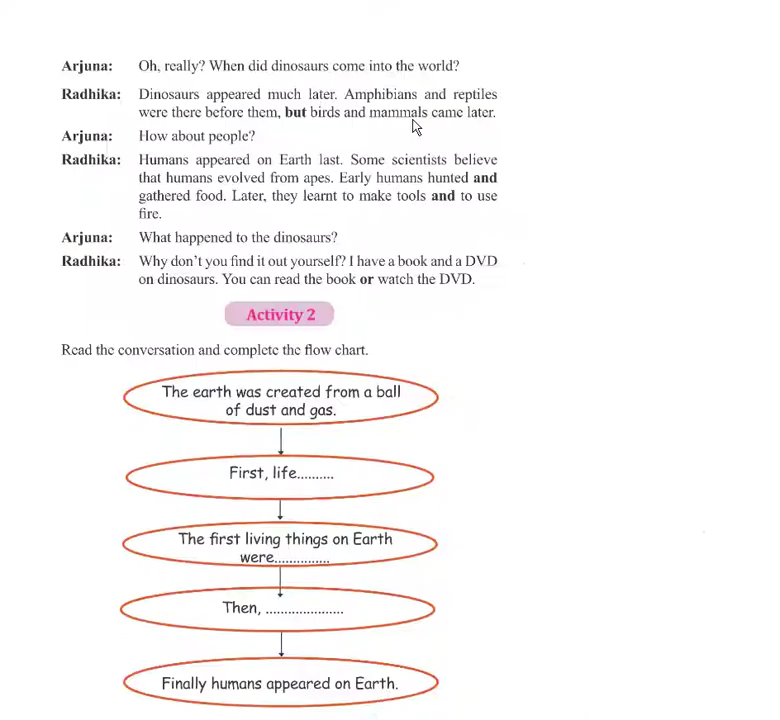 Arjuna: Oh, really? When did dinosaurs come into the world?
Radhika: Dinosaurs appeared much later. Amphibians and reptiles
were there before them, but birds and mammals came later.
Arjuna: How about people?
Radhika: Humans appeared on Earth last. Some scientists believe
that humans evolved from apes. Early humans hunted and
gathered food. Later, they learnt to make tools and to use
fire.
Arjuna: What happened to the dinosaurs?
Radhika: Why don't you find it out yourself? I have a book and a DVD
on dinosaurs. You can read the book or watch the DVD.
Activity 2
Read the conversation and complete the flow chart.
The earth was created from a ball
of dust and gas.
First, life..........
The first living things on Earth
were...............
Then, .....................
Finally humans appeared on Earth.